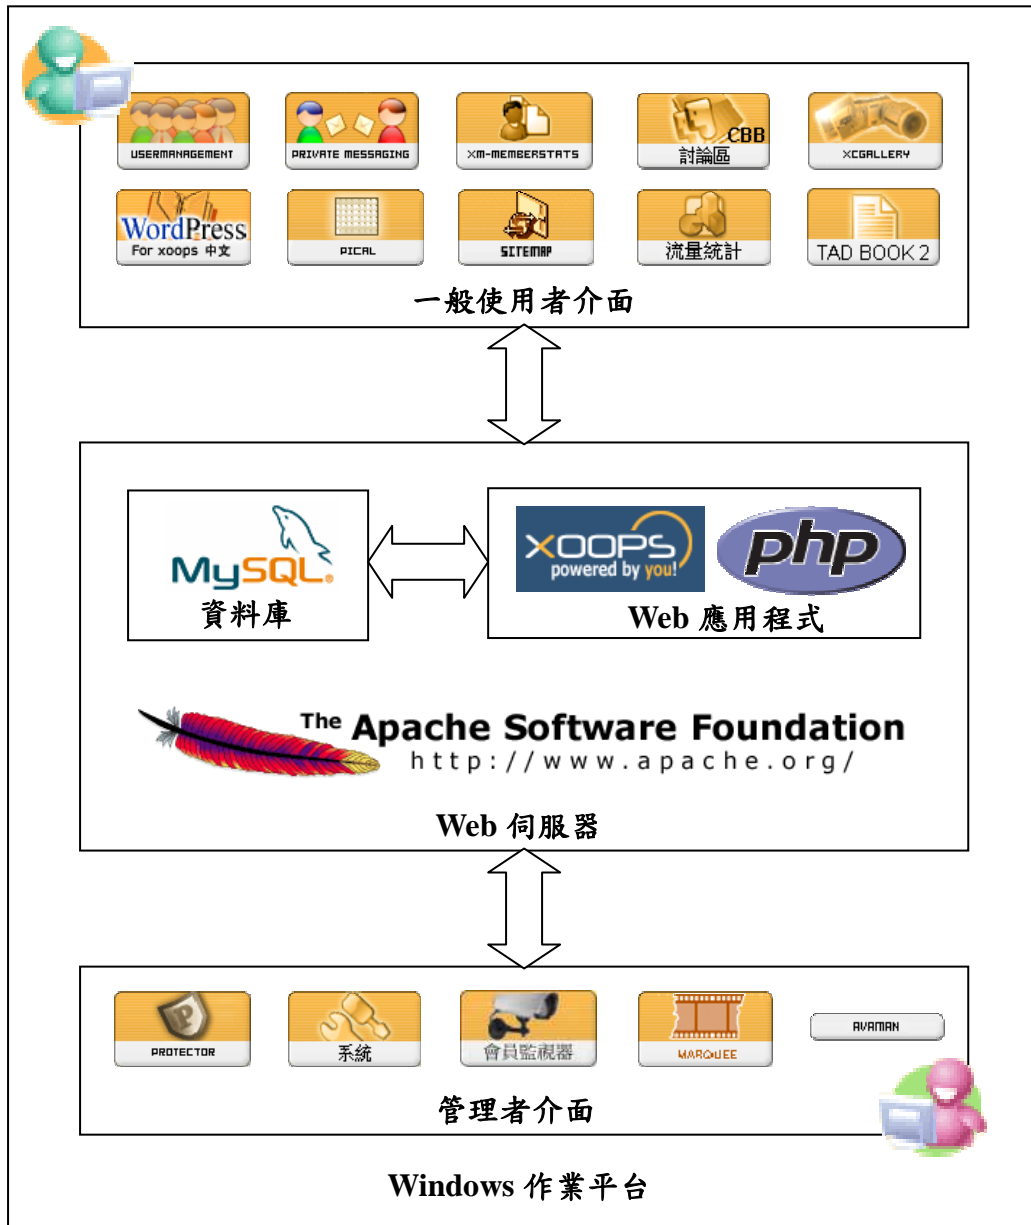 USERMANAGEMENT
PRIVATE MESSAGING
XM-MEMBERSTATS
CBB
討論區
XCGALLERY
WordPress
For xoops 中文
PICAL
SITEMAP
流量統計
TAD BOOK 2
一般使用者介面
MySQL®
資料庫
XOOPS
powered by you!
php
Web 應用程式
The Apache Software Foundation
http://www.apache.org/
Web 伺服器
P
PROTECTOR
系統
會員監視器
MARQUEE
AVAMAN
管理者介面
Windows 作業平台